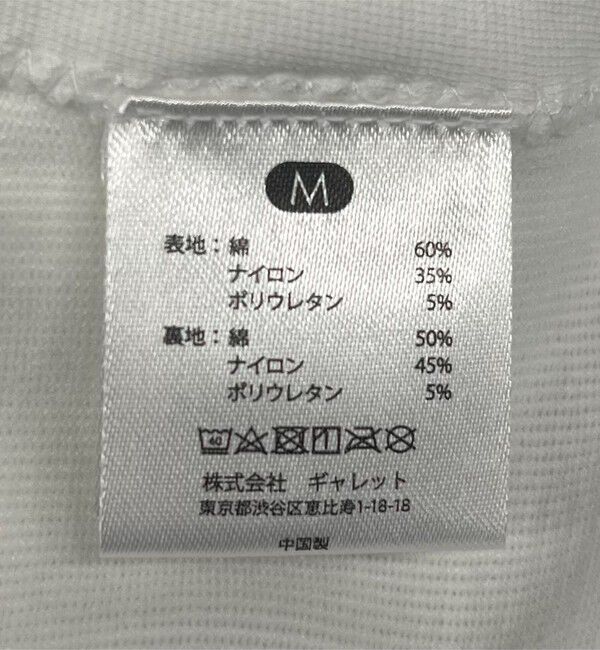 M
表地：綿 60%
ナイロン 35%
ポリウレタン 5%
裏地：綿 50%
ナイロン 45%
ポリウレタン 5%
40
株式会社　ギャレット
東京都渋谷区恵比寿1-18-18
中国製